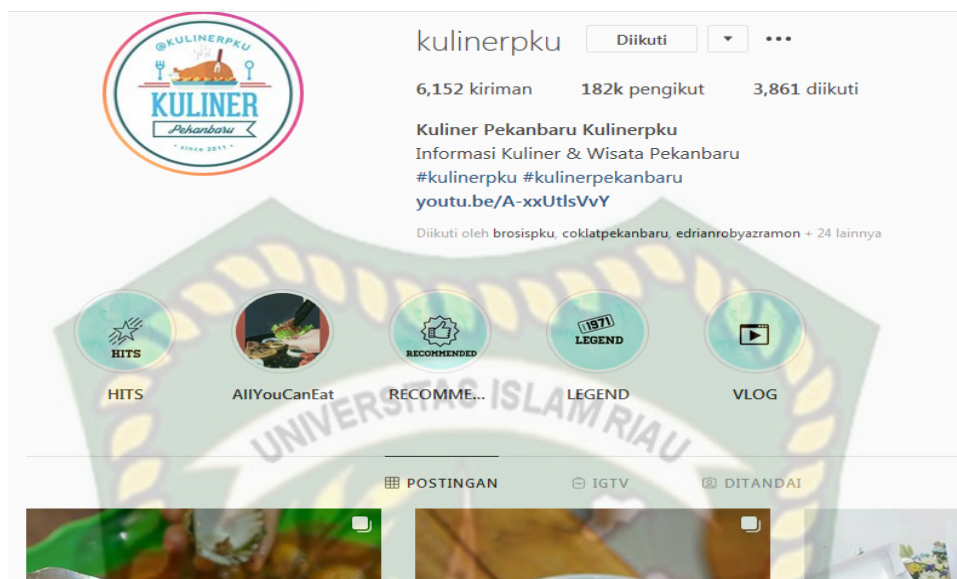 @KULINERPKU
KULINER
Pekanbaru
• since 2011 •
kulinerpku Diikuti
6,152 kiriman 182k pengikut 3,861 diikuti
Kuliner Pekanbaru Kulinerpku
Informasi Kuliner & Wisata Pekanbaru
#kulinerpku #kulinerpekanbaru
youtu.be/A-xxUtlsVvY
Diikuti oleh brosispku, coklatpekanbaru, edrianrobyazramon + 24 lainnya
HITS
RECOMMENDED
1971
LEGEND
HITS AllYouCanEat RECOMME... LEGEND VLOG
UNIVERSITAS ISLAM RIAU
POSTINGAN IGTV DITANDAI